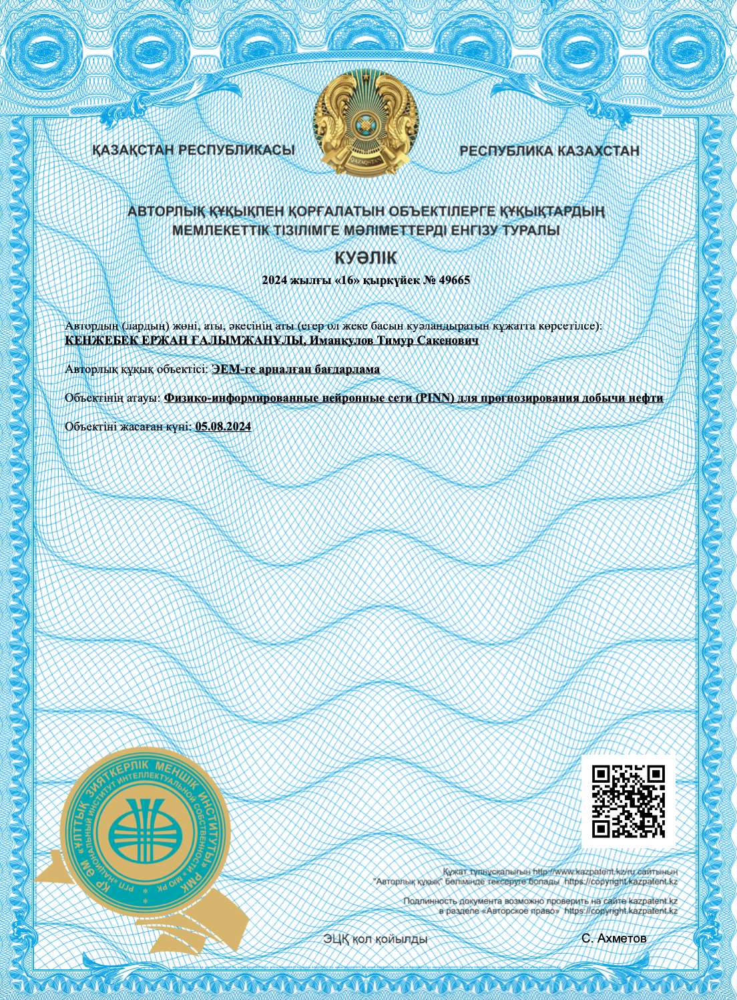 ҚАЗАҚСТАН РЕСПУБЛИКАСЫ
РЕСПУБЛИКА КАЗАХСТАН
QAZAQSTAN
АВТОРЛЫҚ ҚҰҚЫҚПЕН ҚОРҒАЛАТЫН ОБЪЕКТІЛЕРГЕ ҚҰҚЫҚТАРДЫҢ
МЕМЛЕКЕТТІК ТІЗІЛІМГЕ МӘЛІМЕТТЕРДІ ЕНГІЗУ ТУРАЛЫ
КУӘЛІК
2024 жылғы «16» қыркүйек № 49665
Автордың (лардың) жөні, аты, әкесінің аты (егер ол жеке басын куәландыратын құжатта көрсетілсе):
КЕНЖЕБЕК ЕРЖАН ҒАЛЫМЖАНҰЛЫ, Иманқулов Тимур Сакенович
Авторлық құқық объектісі: ЭЕМ-ге арналған бағдарлама
Объектінің атауы: Физико-информированные нейронные сети (PINN) для прогнозирования добычи нефти
Объектіні жасаған күні: 05.08.2024
ҚР ӘМ «ҰЛТТЫҚ ЗИЯТКЕРЛІК МЕНШІК ИНСТИТУТЫ» РМК
РГП «НАЦИОНАЛЬНЫЙ ИНСТИТУТ ИНТЕЛЛЕКТУАЛЬНОЙ СОБСТВЕННОСТИ» МЮ РК
Құжат түпнұсқалығын http://www.kazpatent.kz/ru сайтының
"Авторлық құқық" бөлімінде тексеруге болады https://copyright.kazpatent.kz
Подлинность документа возможно проверить на сайте kazpatent.kz
в разделе «Авторское право» https://copyright.kazpatent.kz
ЭЦҚ қол қойылды
С. Ахметов